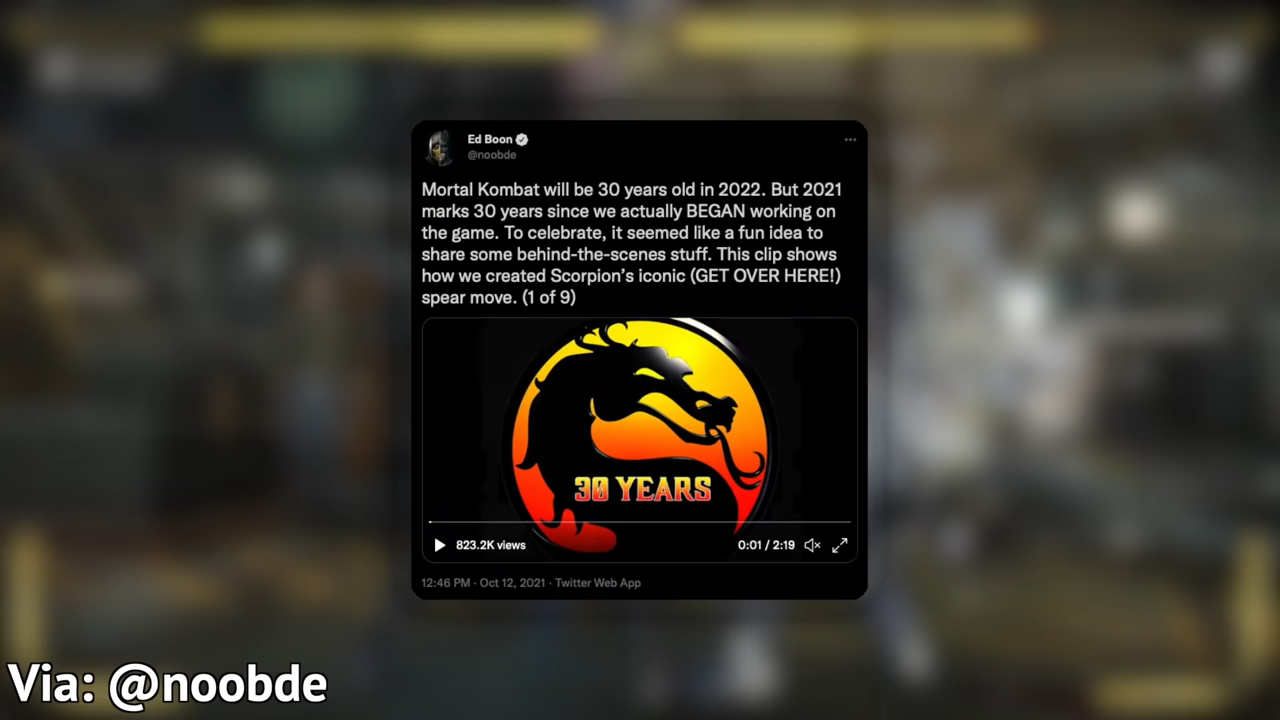 Ed Boon
@noobde
Mortal Kombat will be 30 years old in 2022. But 2021
marks 30 years since we actually BEGAN working on
the game. To celebrate, it seemed like a fun idea to
share some behind-the-scenes stuff. This clip shows
how we created Scorpion’s iconic (GET OVER HERE!)
spear move. (1 of 9)
30 YEARS
823.2K views
0:01 / 2:19
12:46 PM · Oct 12, 2021 · Twitter Web App
Via: @noobde